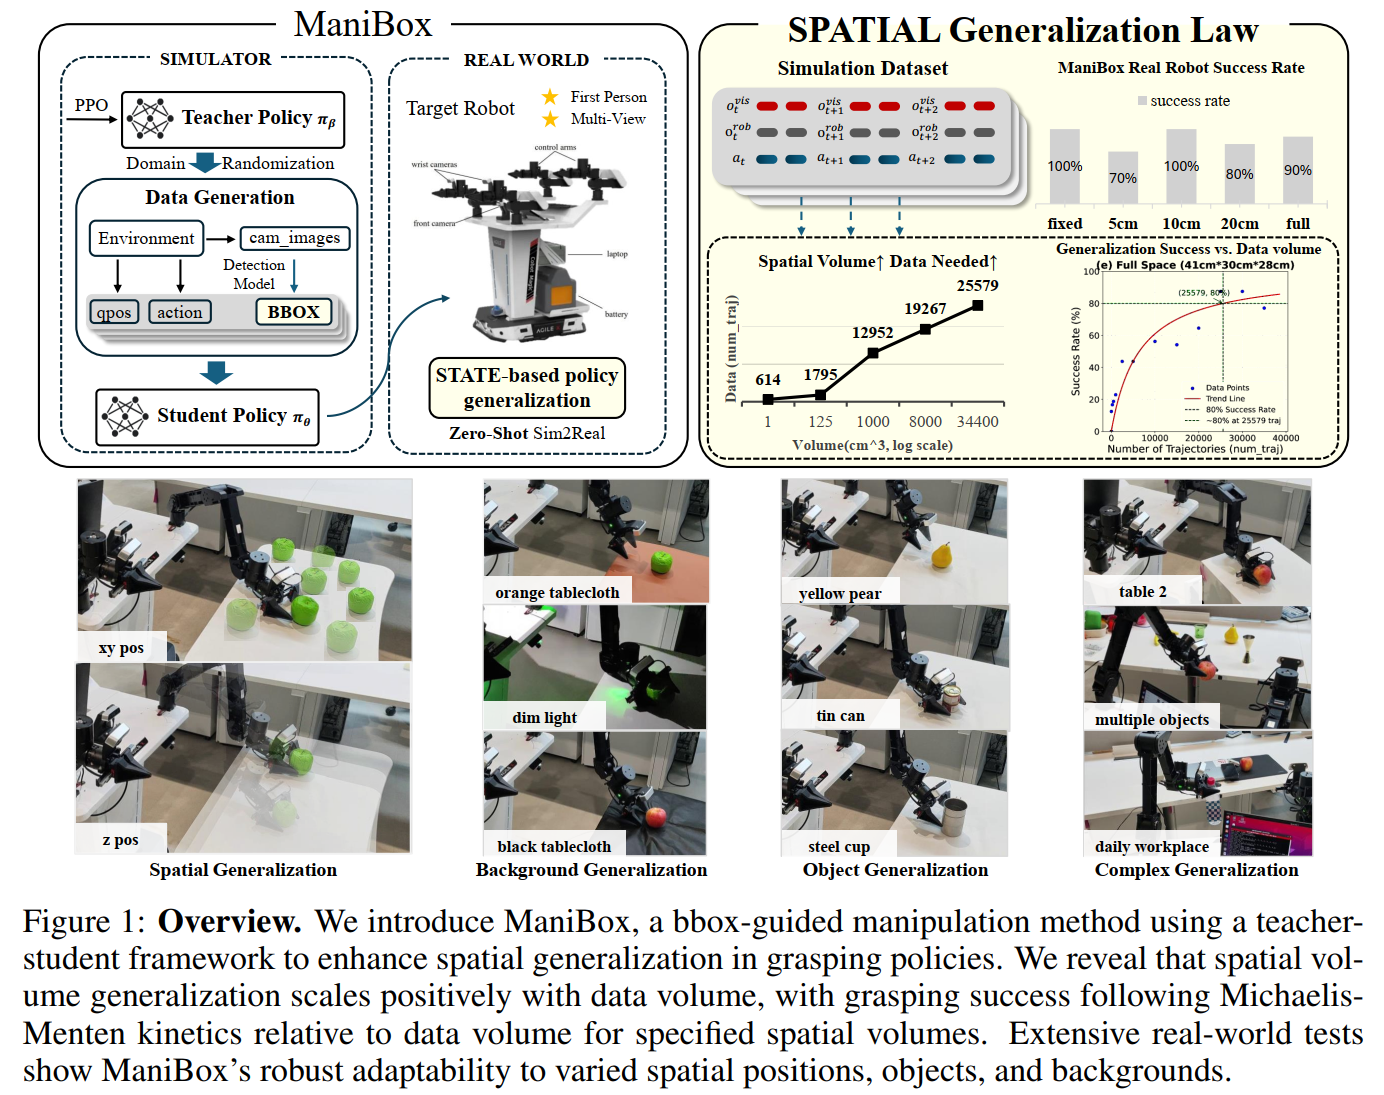 ManiBox
SIMULATOR
PPO
Teacher Policy πβ
Domain Randomization
Data Generation
Environment
cam_images
Detection
Model
qpos
action
BBOX
Student Policy πθ
REAL WORLD
Target Robot
First Person
Multi-View
control arms
wrist cameras
front camera
laptop
battery
AGILE
STATE-based policy
generalization
Zero-Shot Sim2Real
SPATIAL Generalization Law
Simulation Dataset
o_t^vis o_{t+1}^vis o_{t+2}^vis
o_t^rob o_{t+1}^rob o_{t+2}^rob
a_t a_{t+1} a_{t+2}
ManiBox Real Robot Success Rate
success rate
100% 70% 100% 80% 90%
fixed 5cm 10cm 20cm full
Spatial Volume↑ Data Needed↑
Data (num_traj)
614 1795 12952 19267 25579
1 125 1000 8000 34400
Volume(cm^3, log scale)
Generalization Success vs. Data volume
(e) Full Space (41cm*30cm*28cm)
Success Rate (%)
100
80
60
40
20
0
(25579, 80%)
Data Points
Trend Line
80% Success Rate
~80% at 25579 traj
0 10000 20000 30000 40000
Number of Trajectories (num_traj)
xy pos
z pos
Spatial Generalization
orange tablecloth
dim light
black tablecloth
Background Generalization
yellow pear
tin can
steel cup
Object Generalization
table 2
multiple objects
daily workplace
Complex Generalization
Figure 1: Overview. We introduce ManiBox, a bbox-guided manipulation method using a teacher-
student framework to enhance spatial generalization in grasping policies. We reveal that spatial vol-
ume generalization scales positively with data volume, with grasping success following Michaelis-
Menten kinetics relative to data volume for specified spatial volumes. Extensive real-world tests
show ManiBox's robust adaptability to varied spatial positions, objects, and backgrounds.